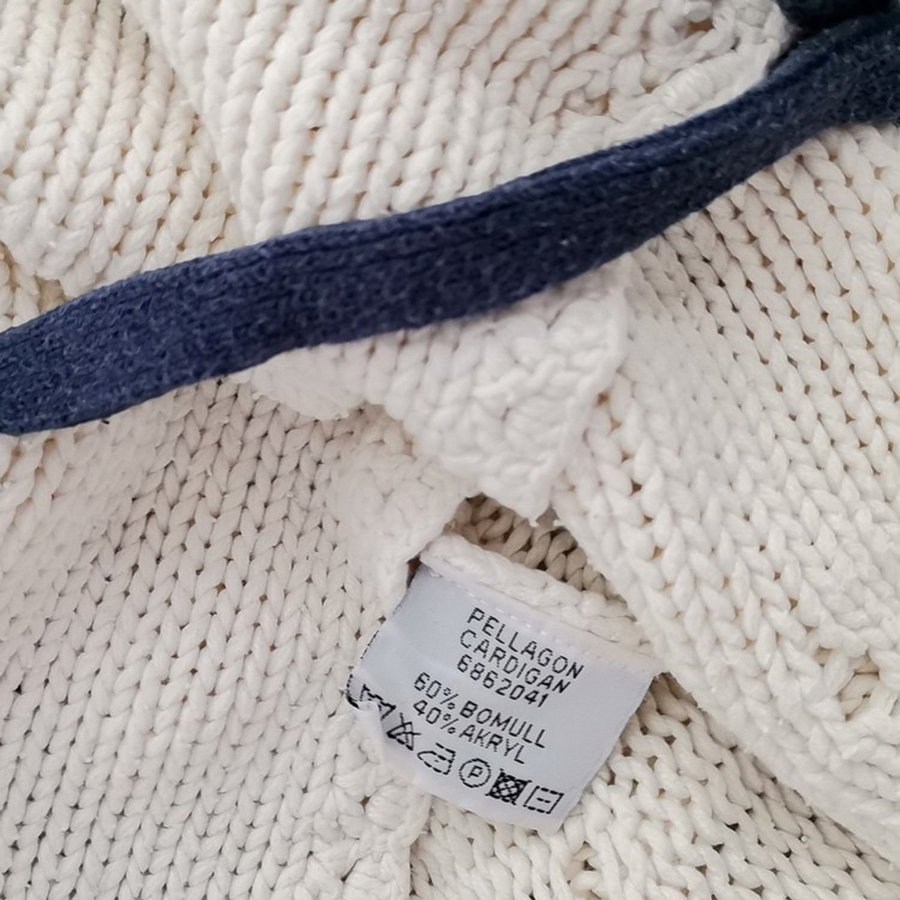 PELLAGON
CARDIGAN
6862041
60% BOMULL
40% AKRYL
P